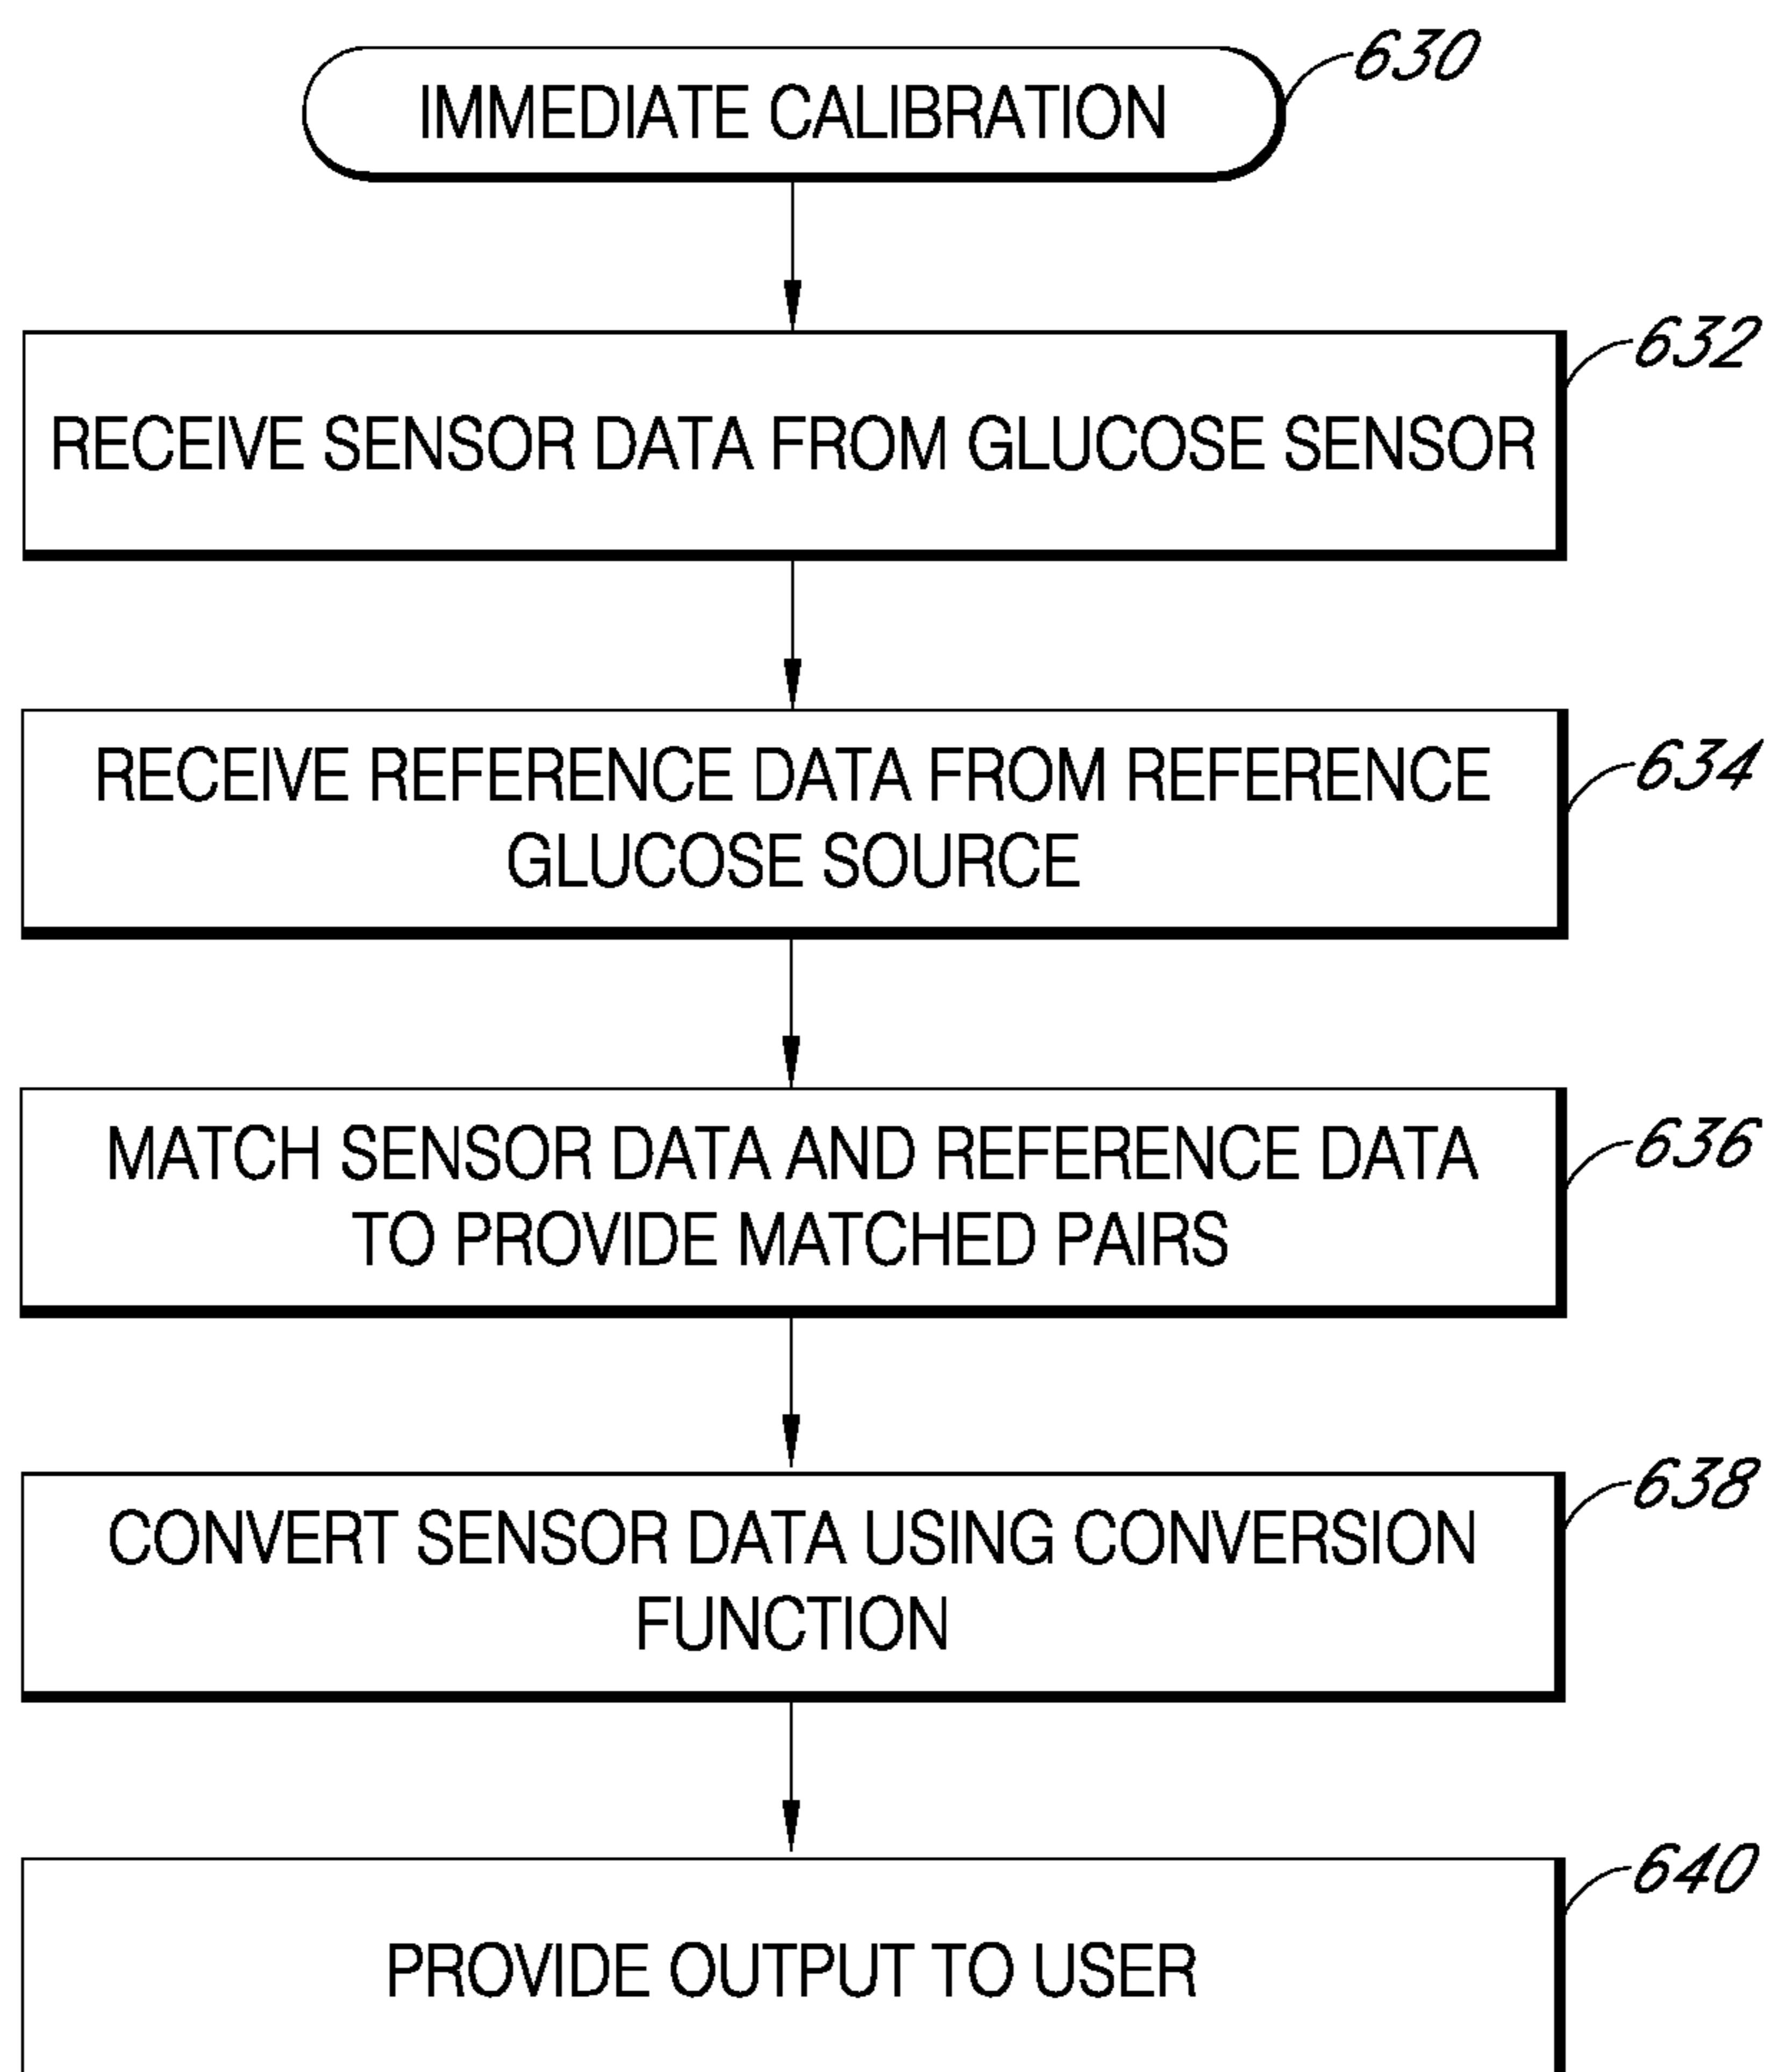 630
IMMEDIATE CALIBRATION
632
RECEIVE SENSOR DATA FROM GLUCOSE SENSOR
634
RECEIVE REFERENCE DATA FROM REFERENCE
GLUCOSE SOURCE
636
MATCH SENSOR DATA AND REFERENCE DATA
TO PROVIDE MATCHED PAIRS
638
CONVERT SENSOR DATA USING CONVERSION
FUNCTION
640
PROVIDE OUTPUT TO USER